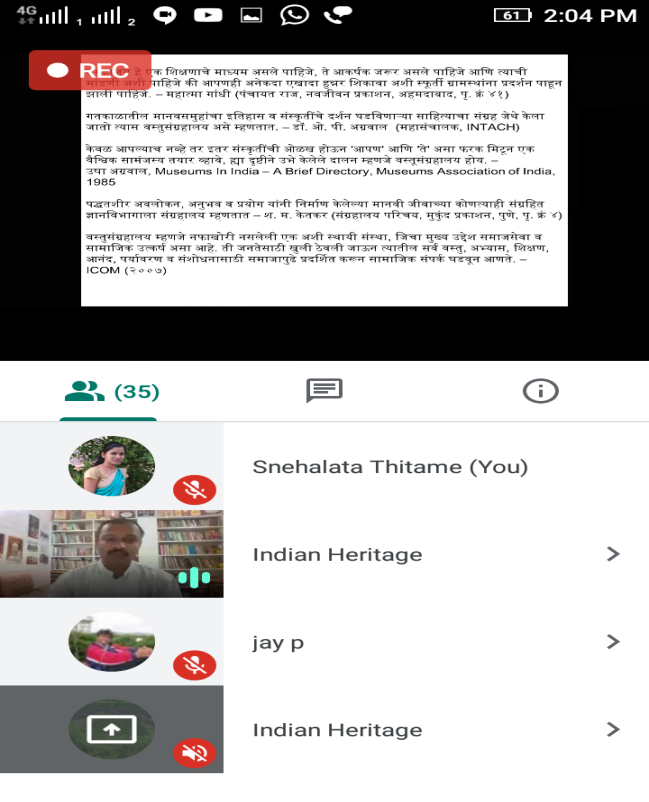 4G 1 2 61 2:04 PM
REC
हे एक शिक्षणाचे माध्यम असले पाहिजे, ते आकर्षक जरूर असले पाहिजे आणि त्याची
अशी पाहिजे की आपणही अनेकदा एखादा हुन्नर शिकावा अशी स्फूर्ती ग्रामस्थांना प्रदर्शन पाहून
झाली पाहिजे. – महात्मा गांधी (पंचायत राज, नवजीवन प्रकाशन, अहमदाबाद, पृ. क्रं ४१)
गतकाळातील मानवसमुहांचा इतिहास व संस्कृतींचे दर्शन घडविणाऱ्या साहित्याचा संग्रह जेथे केला
जातो त्यास वस्तुसंग्रहालय असे म्हणतात. – डॉ. ओ. पी. अग्रवाल (महासंचालक, INTACH)
केवळ आपल्याच नव्हे तर इतर संस्कृतींची ओळख होऊन 'आपण' आणि 'ते' असा फरक मिटून एक
वैश्विक सामंजस्य तयार व्हावे, ह्या दृष्टीने उभे केलेले दालन म्हणजे वस्तूसंग्रहालय होय. –
उषा अग्रवाल, Museums In India – A Brief Directory, Museums Association of India,
1985
पद्धतशीर अवलोकन, अनुभव व प्रयोग यांनी निर्माण केलेल्या मानवी जीवाच्या कोणत्याही संग्रहित
ज्ञानविभागाला संग्रहालय म्हणतात – श. म. केतकर (संग्रहालय परिचय, मुकुंद प्रकाशन, पुणे, पृ. क्रं ४)
वस्तुसंग्रहालय म्हणजे नफाखोरी नसलेली एक अशी स्थायी संस्था, जिचा मुख्य उद्देश समाजसेवा व
सामाजिक उत्कर्ष असा आहे. ती जनतेसाठी खुली ठेवली जाऊन त्यातील सर्व वस्तु, अभ्यास, शिक्षण,
आनंद, पर्यावरण व संशोधनासाठी समाजापुढे प्रदर्शित करून सामाजिक संपर्क घडवून आणते. –
ICOM (२००७)
(35)
Snehalata Thitame (You)
Indian Heritage
jay p
Indian Heritage